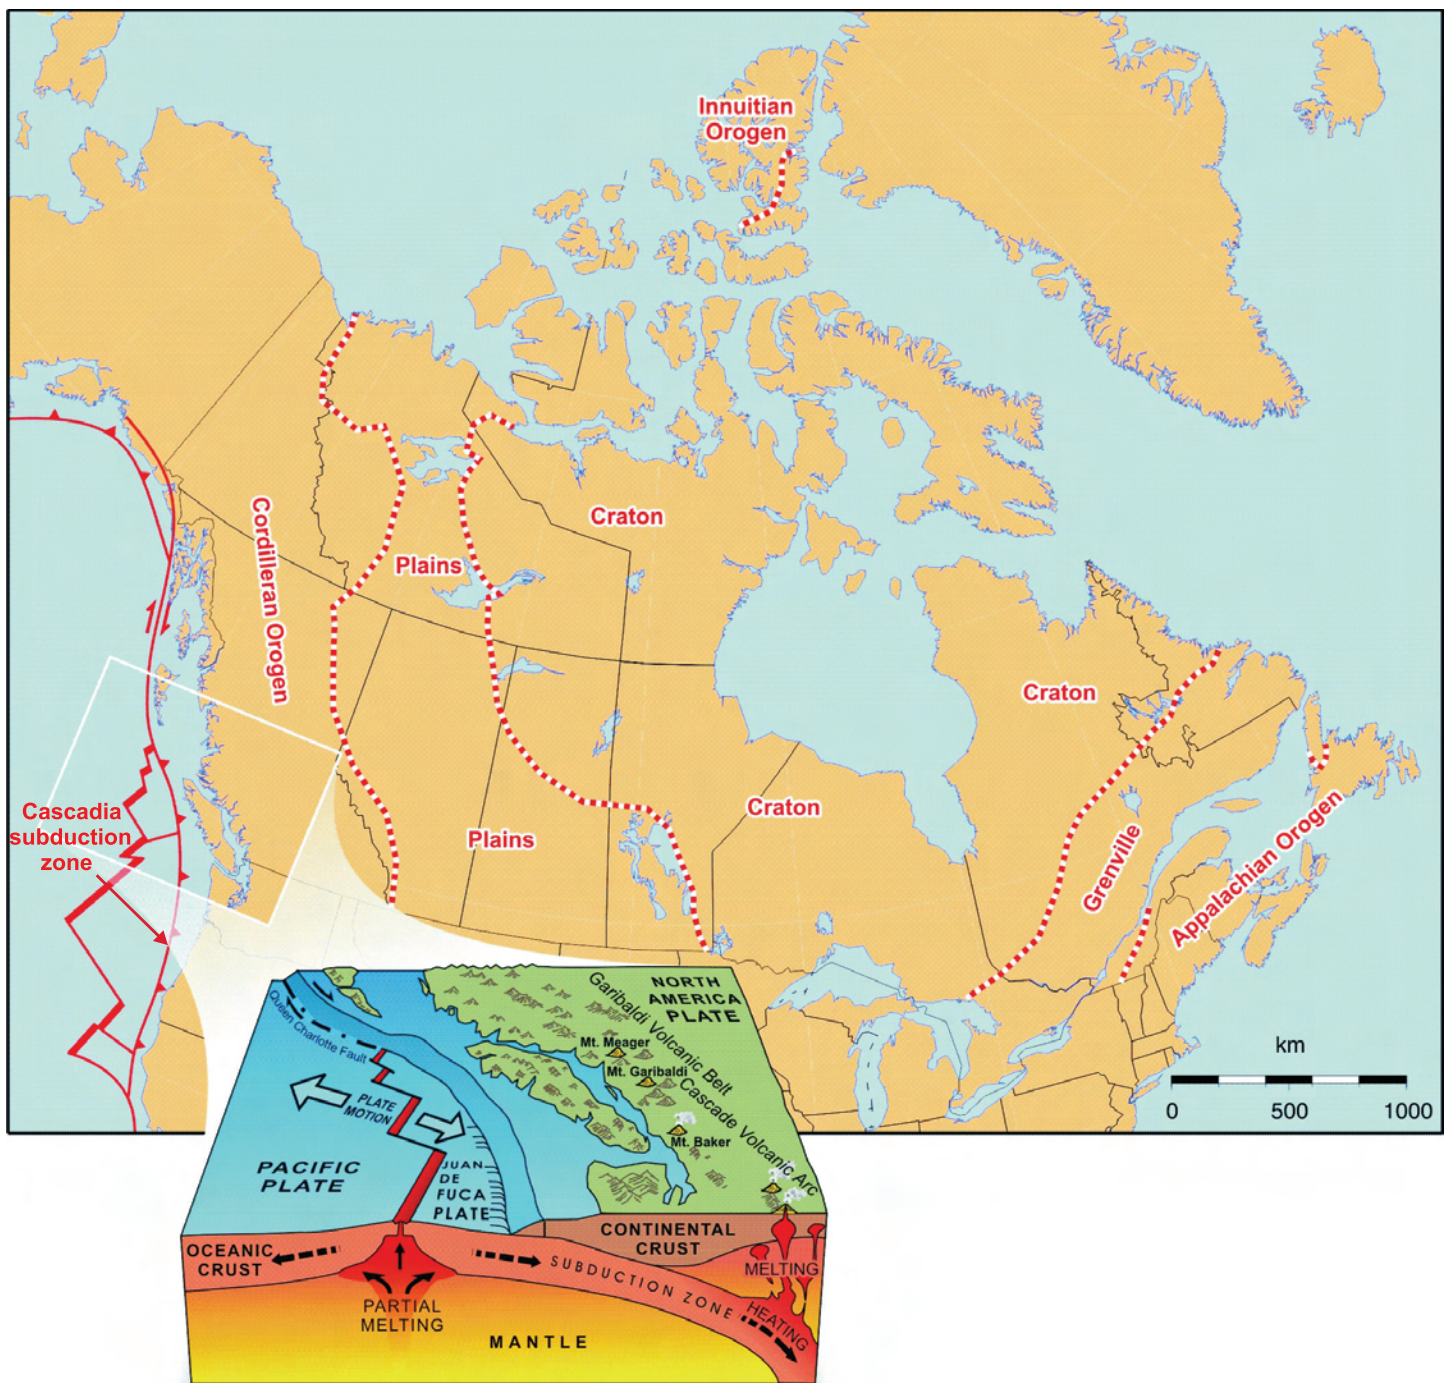 Innuitian
Orogen
Craton
Cordilleran Orogen
Plains
Craton
Cascadia
subduction
zone
Craton
Plains
Grenville
Appalachian Orogen
km
0 500 1000
NORTH
AMERICA
PLATE
Queen Charlotte Fault
Garibaldi Volcanic Belt
Mt. Meager
Mt. Garibaldi
Cascade Volcanic Arc
Mt. Baker
PLATE
MOTION
PACIFIC
PLATE
JUAN
DE
FUCA
PLATE
CONTINENTAL
CRUST
OCEANIC
CRUST
SUBDUCTION ZONE
MELTING
HEATING
PARTIAL
MELTING
MANTLE